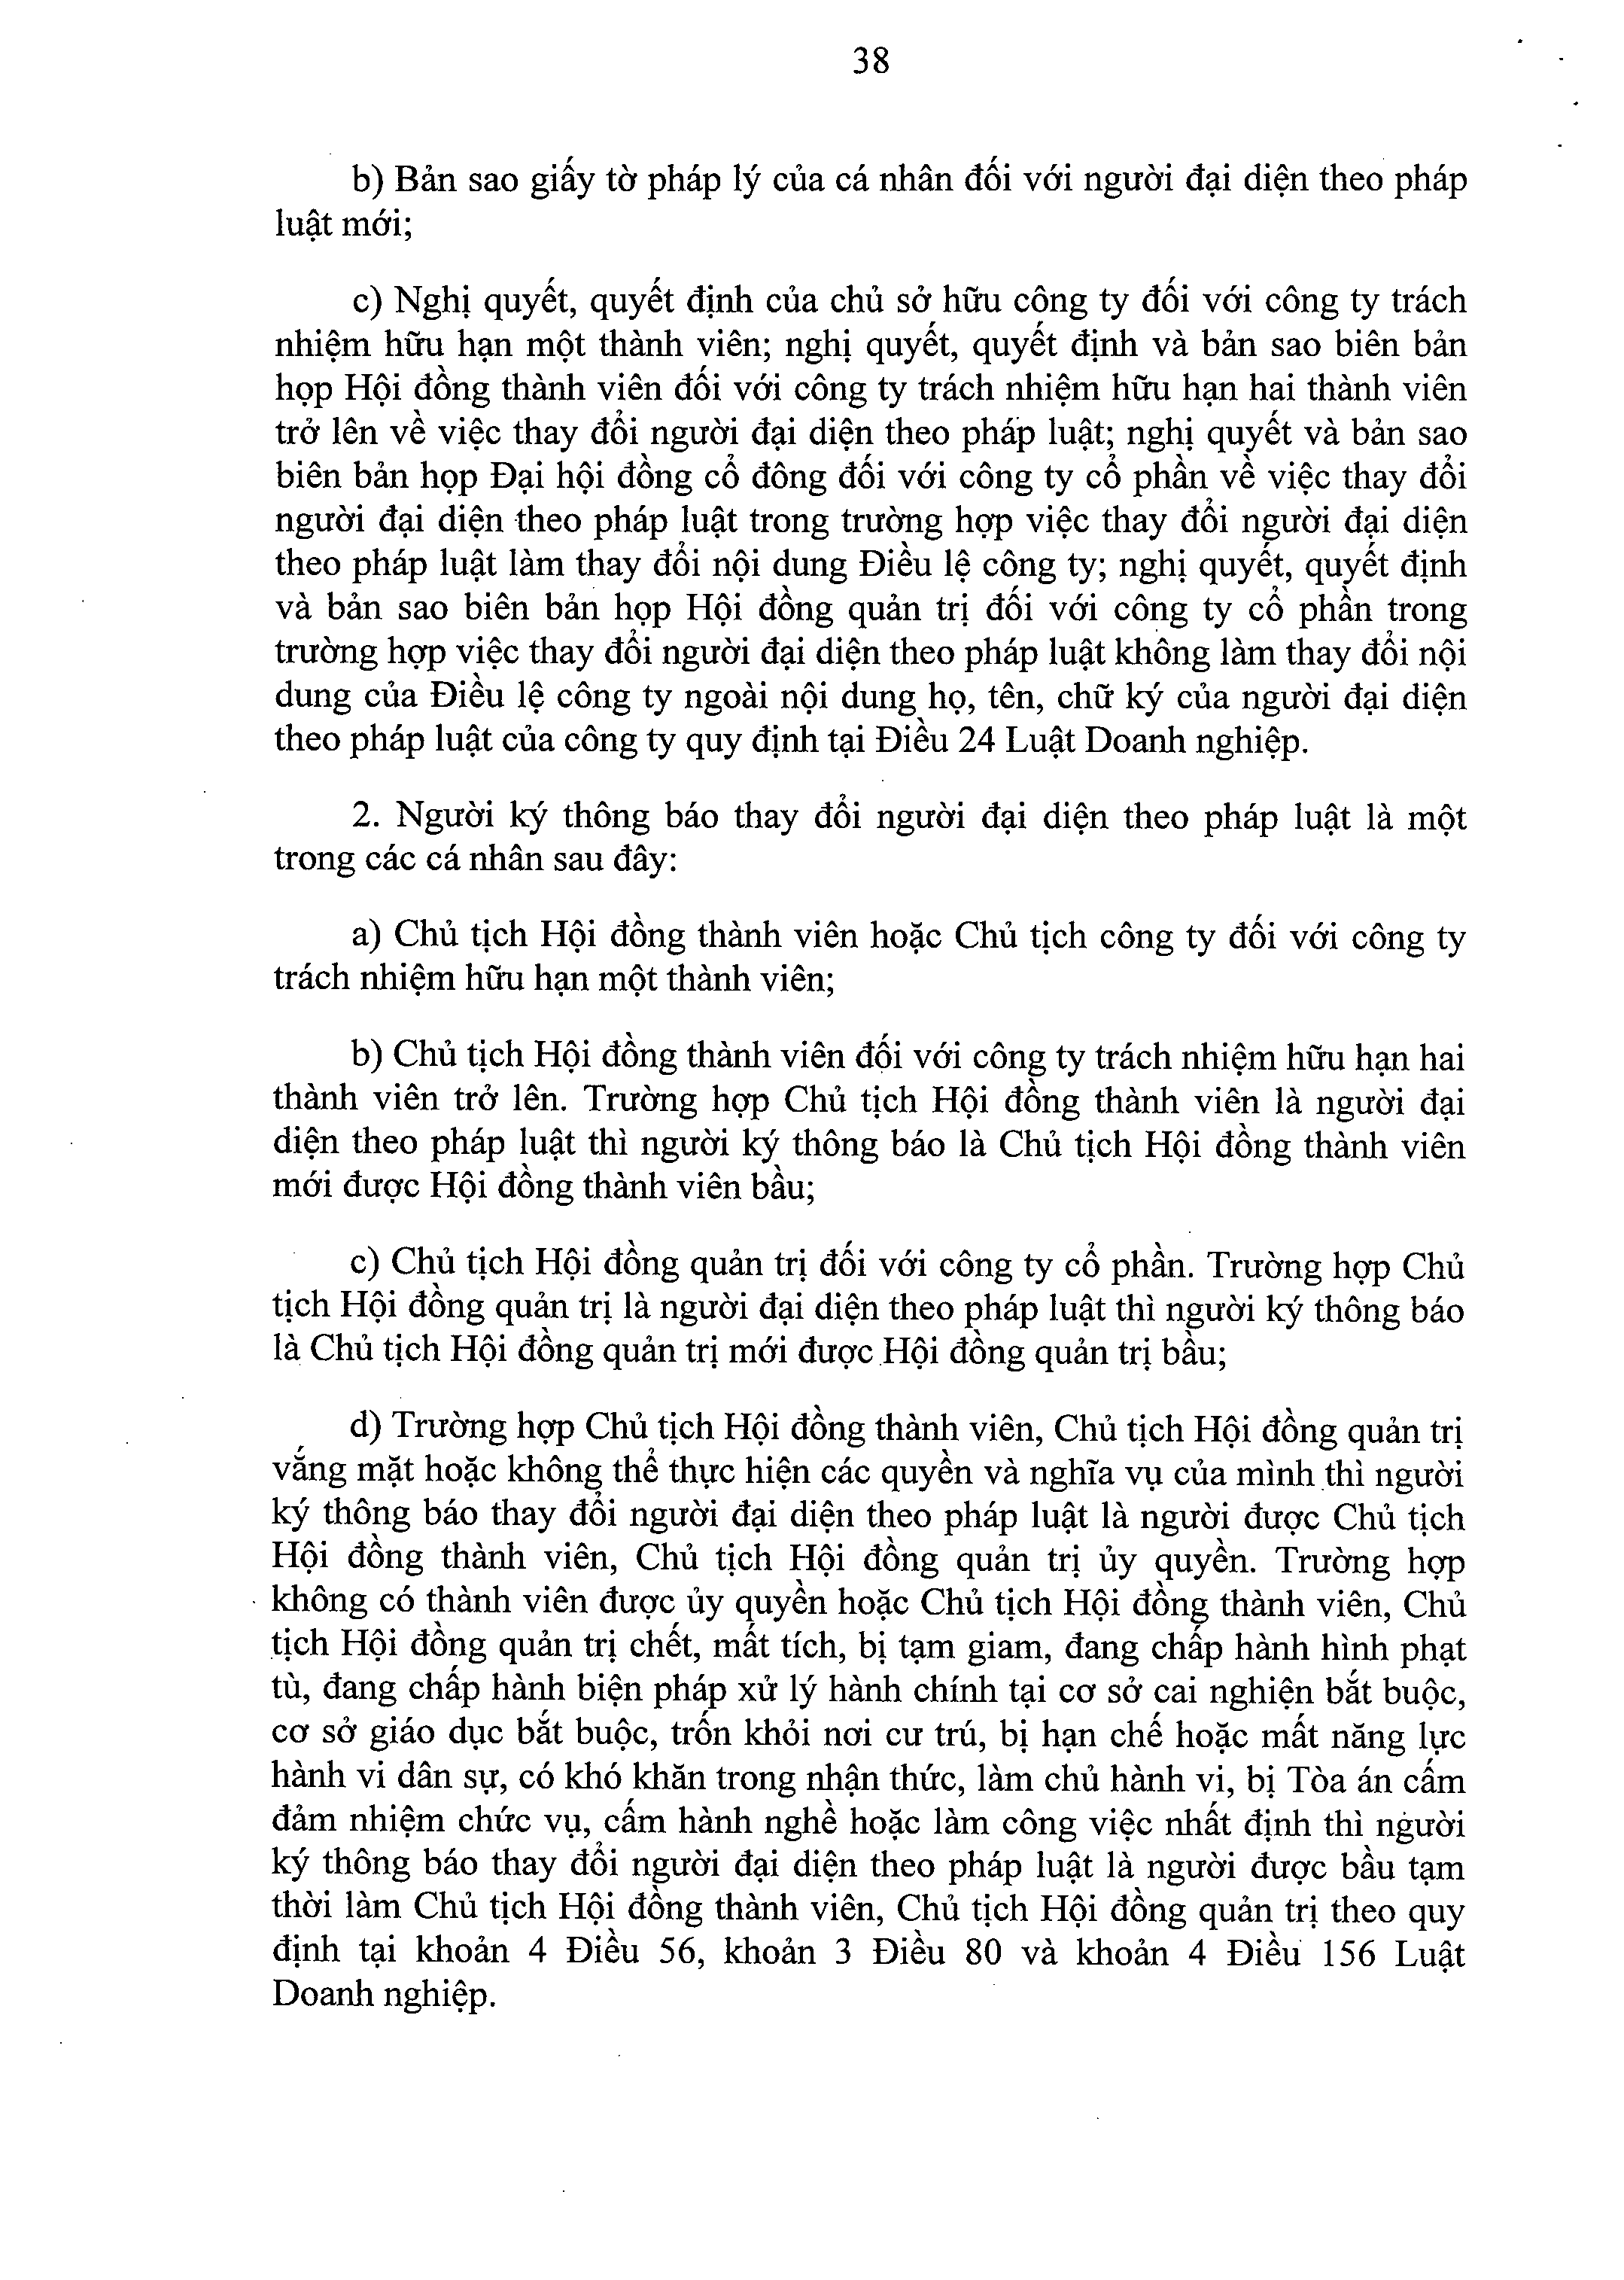 38
b) Bản sao giấy tờ pháp lý của cá nhân đối với người đại diện theo pháp
luật mới;
c) Nghị quyết, quyết định của chủ sở hữu công ty đối với công ty trách
nhiệm hữu hạn một thành viên; nghị quyết, quyết định và bản sao biên bản
họp Hội đồng thành viên đối với công ty trách nhiệm hữu hạn hai thành viên
trở lên về việc thay đổi người đại diện theo pháp luật; nghị quyết và bản sao
biên bản họp Đại hội đồng cổ đông đối với công ty cổ phần về việc thay đổi
người đại diện theo pháp luật trong trường hợp việc thay đổi người đại diện
theo pháp luật làm thay đổi nội dung Điều lệ công ty; nghị quyết, quyết định
và bản sao biên bản họp Hội đồng quản trị đối với công ty cổ phần trong
trường hợp việc thay đổi người đại diện theo pháp luật không làm thay đổi nội
dung của Điều lệ công ty ngoài nội dung họ, tên, chữ ký của người đại diện
theo pháp luật của công ty quy định tại Điều 24 Luật Doanh nghiệp.
2. Người ký thông báo thay đổi người đại diện theo pháp luật là một
trong các cá nhân sau đây:
a) Chủ tịch Hội đồng thành viên hoặc Chủ tịch công ty đối với công ty
trách nhiệm hữu hạn một thành viên;
b) Chủ tịch Hội đồng thành viên đối với công ty trách nhiệm hữu hạn hai
thành viên trở lên. Trường hợp Chủ tịch Hội đồng thành viên là người đại
diện theo pháp luật thì người ký thông báo là Chủ tịch Hội đồng thành viên
mới được Hội đồng thành viên bầu;
c) Chủ tịch Hội đồng quản trị đối với công ty cổ phần. Trường hợp Chủ
tịch Hội đồng quản trị là người đại diện theo pháp luật thì người ký thông báo
là Chủ tịch Hội đồng quản trị mới được Hội đồng quản trị bầu;
d) Trường hợp Chủ tịch Hội đồng thành viên, Chủ tịch Hội đồng quản trị
vắng mặt hoặc không thể thực hiện các quyền và nghĩa vụ của mình thì người
ký thông báo thay đổi người đại diện theo pháp luật là người được Chủ tịch
Hội đồng thành viên, Chủ tịch Hội đồng quản trị ủy quyền. Trường hợp
không có thành viên được ủy quyền hoặc Chủ tịch Hội đồng thành viên, Chủ
tịch Hội đồng quản trị chết, mất tích, bị tạm giam, đang chấp hành hình phạt
tù, đang chấp hành biện pháp xử lý hành chính tại cơ sở cai nghiện bắt buộc,
cơ sở giáo dục bắt buộc, trốn khỏi nơi cư trú, bị hạn chế hoặc mất năng lực
hành vi dân sự, có khó khăn trong nhận thức, làm chủ hành vi, bị Tòa án cấm
đảm nhiệm chức vụ, cấm hành nghề hoặc làm công việc nhất định thì người
ký thông báo thay đổi người đại diện theo pháp luật là người được bầu tạm
thời làm Chủ tịch Hội đồng thành viên, Chủ tịch Hội đồng quản trị theo quy
định tại khoản 4 Điều 56, khoản 3 Điều 80 và khoản 4 Điều 156 Luật
Doanh nghiệp.